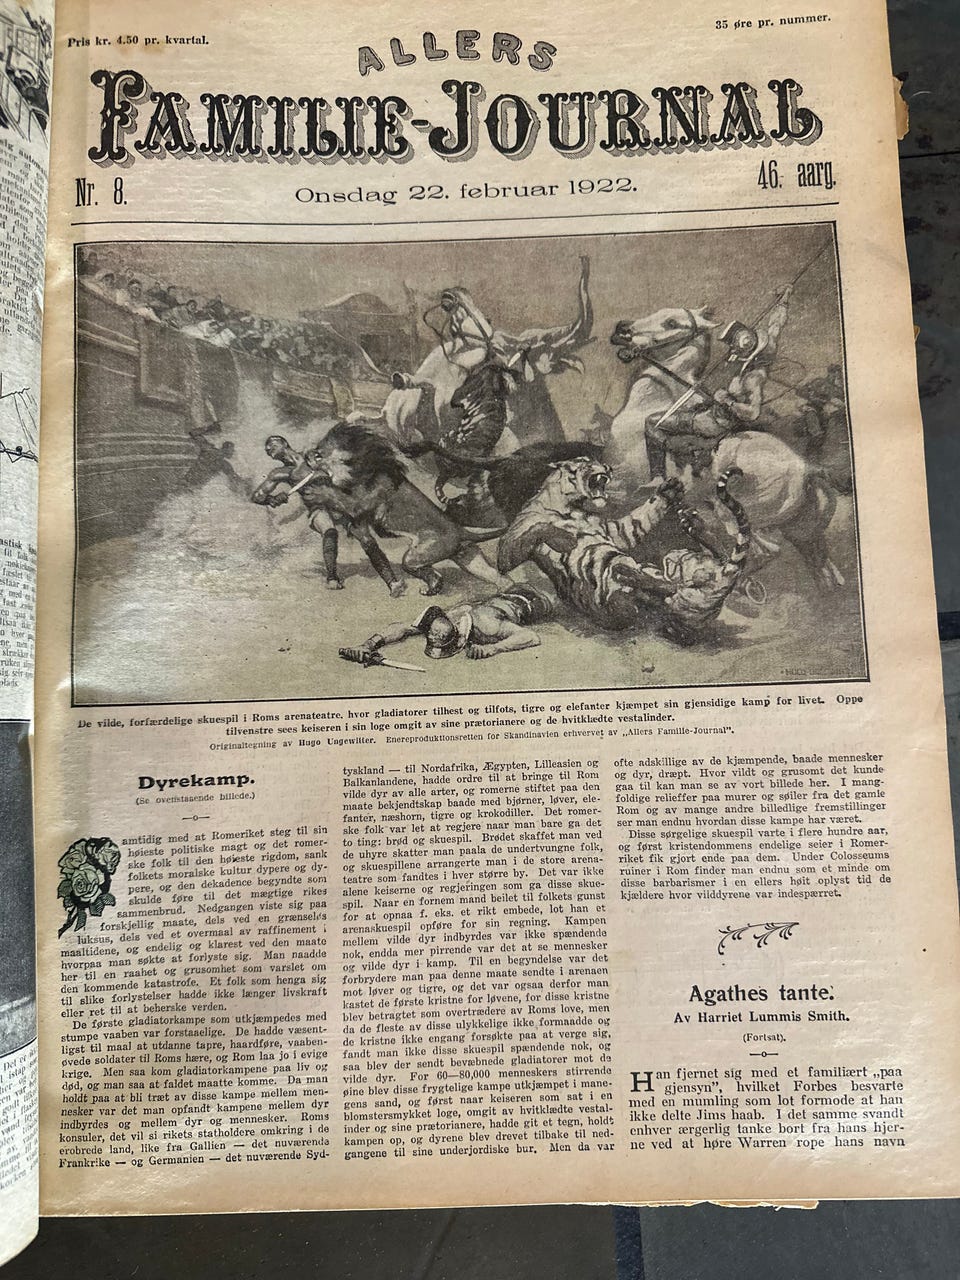 Pris kr. 4.50 pr. kvartal.
35 øre pr. nummer.
ALLERS
FAMILIE-JOURNAL
Nr. 8.
Onsdag 22. februar 1922.
46. aarg.
De vilde, forfærdelige skuespil i Roms arenateatre, hvor gladiatorer tilhest og tilfots, tigre og elefanter kjæmpet sin gjensidige kamp for livet. Oppe
tilvenstre sees keiseren i sin loge omgit av sine prætorianere og de hvitklædte vestalinder.
Originaltegning av Hugo Ungewitter. Enereproduktionsretten for Skandinavien erhvervet av „Allers Familie-Journal".
Dyrekamp.
(Se ovenstaaende billede.)
amtidig med at Romeriket steg til sin
høieste politiske magt og det romer-
ske folk til den høieste rigdom, sank
folkets moralske kultur dypere og dy-
pere, og den dekadence begyndte som
skulde føre til det mægtige rikes
sammenbrud. Nedgangen viste sig paa
forskjellig maate, dels ved en grænseløs
luksus, dels ved et overmaal av raffinement i
maaltidene, og endelig og klarest ved den maate
hvorpaa man søkte at forlyste sig. Man naadde
her til en raahet og grusomhet som varslet om
den kommende katastrofe. Et folk som henga sig
til slike forlystelser hadde ikke længer livskraft
eller ret til at beherske verden.
De første gladiatorkampe som utkjæmpedes med
stumpe vaaben var forstaaelige. De hadde væsent-
ligst til maal at utdanne tapre, haardføre, vaaben-
øvede soldater til Roms hære, og Rom laa jo i evige
krige. Men saa kom gladiatorkampene paa liv og
død, og man saa at faldet maatte komme. Da man
holdt paa at bli træt av disse kampe mellem men-
nesker var det man opfandt kampene mellem dyr
indbyrdes og mellem dyr og mennesker. Roms
konsuler, det vil si rikets statholdere omkring i de
erobrede land, like fra Gallien — det nuværende
Frankrike — og Germanien — det nuværende Syd-
tyskland — til Nordafrika, Ægypten, Lilleasien og
Balkanlandene, hadde ordre til at bringe til Rom
vilde dyr av alle arter, og romerne stiftet paa den
maate bekjendtskap baade med bjørner, løver, ele-
fanter, næshorn, tigre og krokodiller. Det romer-
ske folk var let at regjere naar man bare ga det
to ting: brød og skuespil. Brødet skaffet man ved
de uhyre skatter man paala de undertvungne folk,
og skuespillene arrangerte man i de store arena-
teatre som fandtes i hver større by. Det var ikke
alene keiserne og regjeringen som ga disse skue-
spil. Naar en fornem mand beilet til folkets gunst
for at opnaa f. eks. et rikt embede, lot han et
arenaskuespil opføre for sin regning. Kampen
mellem vilde dyr indbyrdes var ikke spændende
nok, endda mer pirrende var det at se mennesker
og vilde dyr i kamp. Til en begyndelse var det
forbrydere man paa denne maate sendte i arenaen
mot løver og tigre, og det var ogsaa derfor man
kastet de første kristne for løvene, for disse kristne
blev betragtet som overtrædere av Roms love, men
da de fleste av disse ulykkelige ikke formadde og
de kristne ikke engang forsøkte paa at verge sig,
fandt man ikke disse skuespil spændende nok, og
saa blev der sendt bevæbnede gladiatorer mot de
vilde dyr. For 60—80,000 menneskers stirrende
øine blev disse frygtelige kampe utkjæmpet i mane-
gens sand, og først naar keiseren som sat i en
blomstersmykket loge, omgit av hvitklædte vestal-
inder og sine prætorianere, hadde git et tegn, holdt
kampen op, og dyrene blev drevet tilbake til ned-
gangene til sine underjordiske bur. Men da var
ofte adskillige av de kjæmpende, baade mennesker
og dyr, dræpt. Hvor vildt og grusomt det kunde
gaa til kan man se av vort billede her. I mang-
foldige relieffer paa murer og søiler fra det gamle
Rom og av mange andre billedlige fremstillinger
ser man endnu hvordan disse kampe har været.
Disse sørgelige skuespil varte i flere hundre aar,
og først kristendommens endelige seier i Romer-
riket fik gjort ende paa dem. Under Colosseums
ruiner i Rom finder man endnu som et minde om
disse barbarismer i en ellers høit oplyst tid de
kjældere hvor vilddyrene var indespærret.
Agathes tante.
Av Harriet Lummis Smith.
(Fortsat).
Han fjernet sig med et familiært „paa
gjensyn", hvilket Forbes besvarte
med en mumling som lot formode at han
ikke delte Jims haab. I det samme svandt
enhver ærgerlig tanke bort fra hans hjer-
ne ved at høre Warren rope hans navn